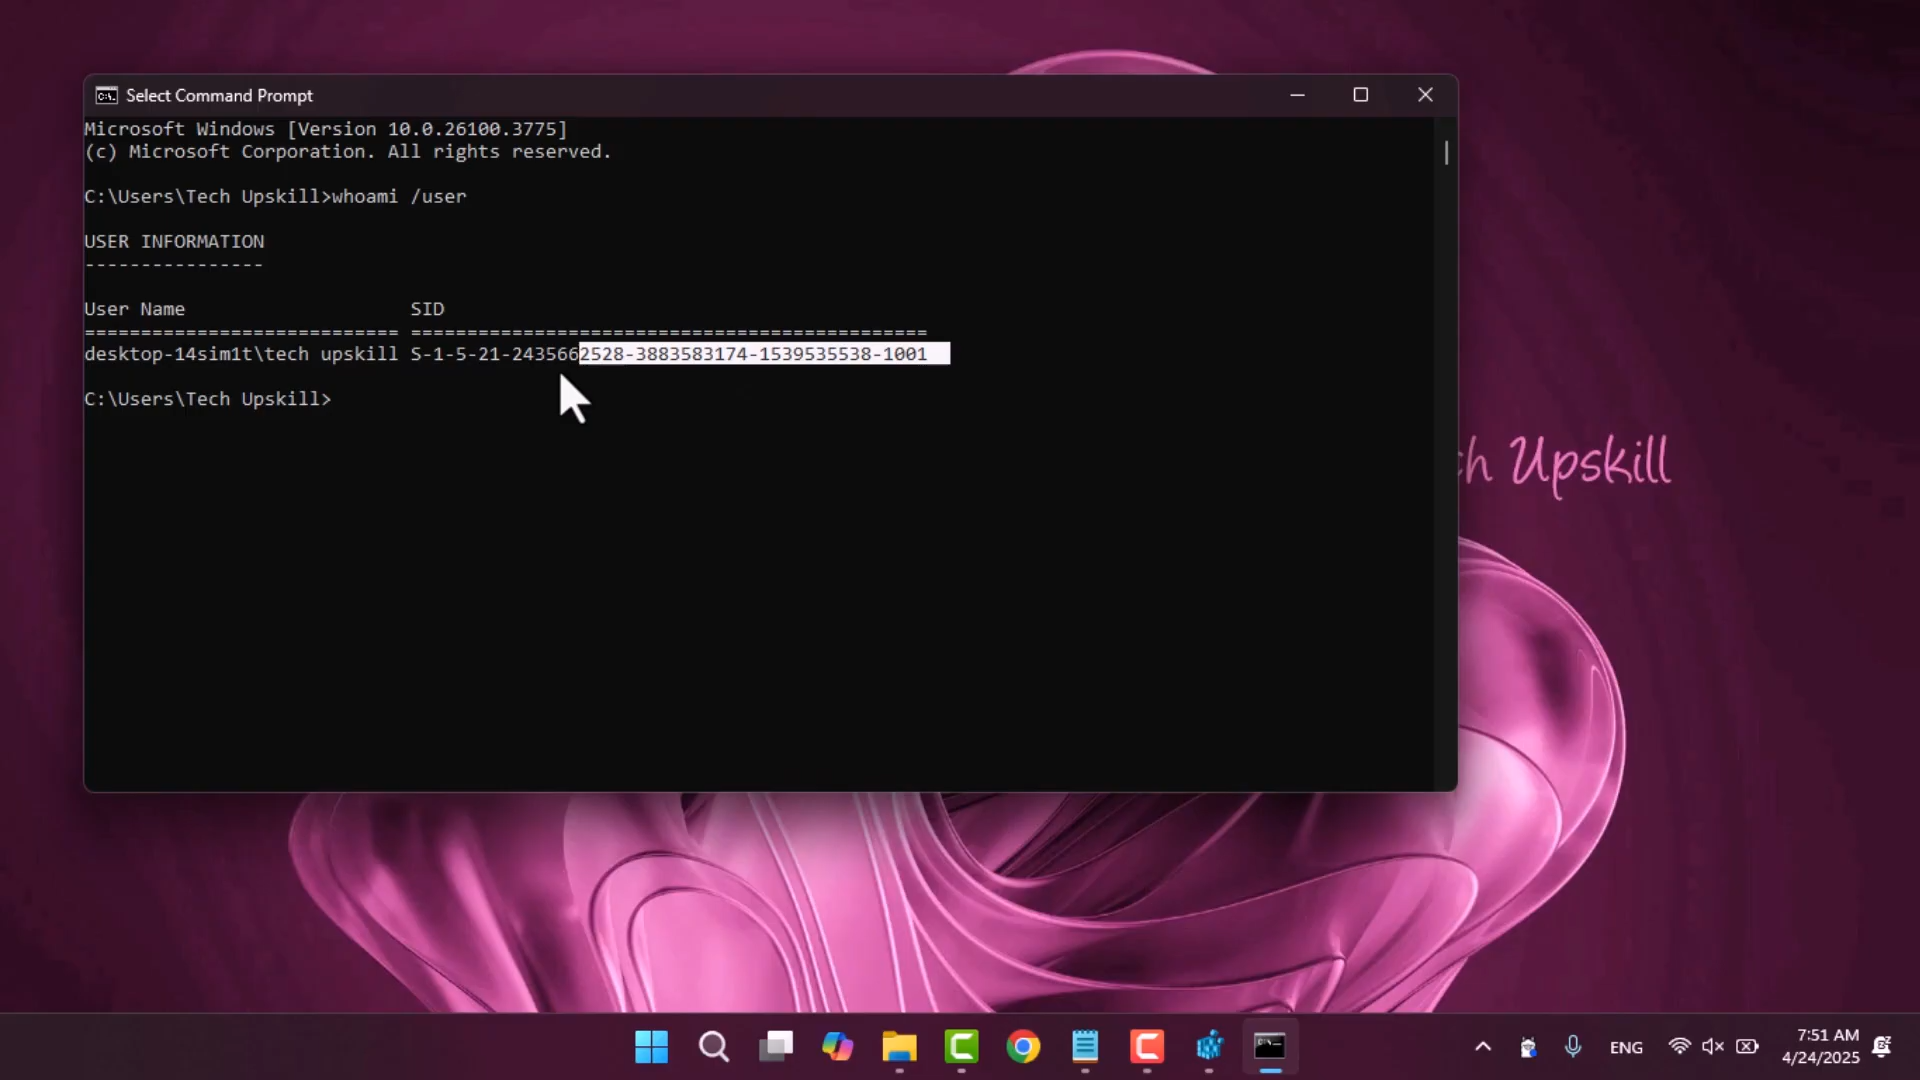 Select Command Prompt
Microsoft Windows [Version 10.0.26100.3775]
(c) Microsoft Corporation. All rights reserved.
C:\Users\Tech Upskill>whoami /user
USER INFORMATION
----------------
User Name                    SID
============================ ==============================================
desktop-14sim1t\tech upskill S-1-5-21-2435662528-3883583174-1539535538-1001
C:\Users\Tech Upskill>
ch Upskill
ENG
7:51 AM
4/24/2025